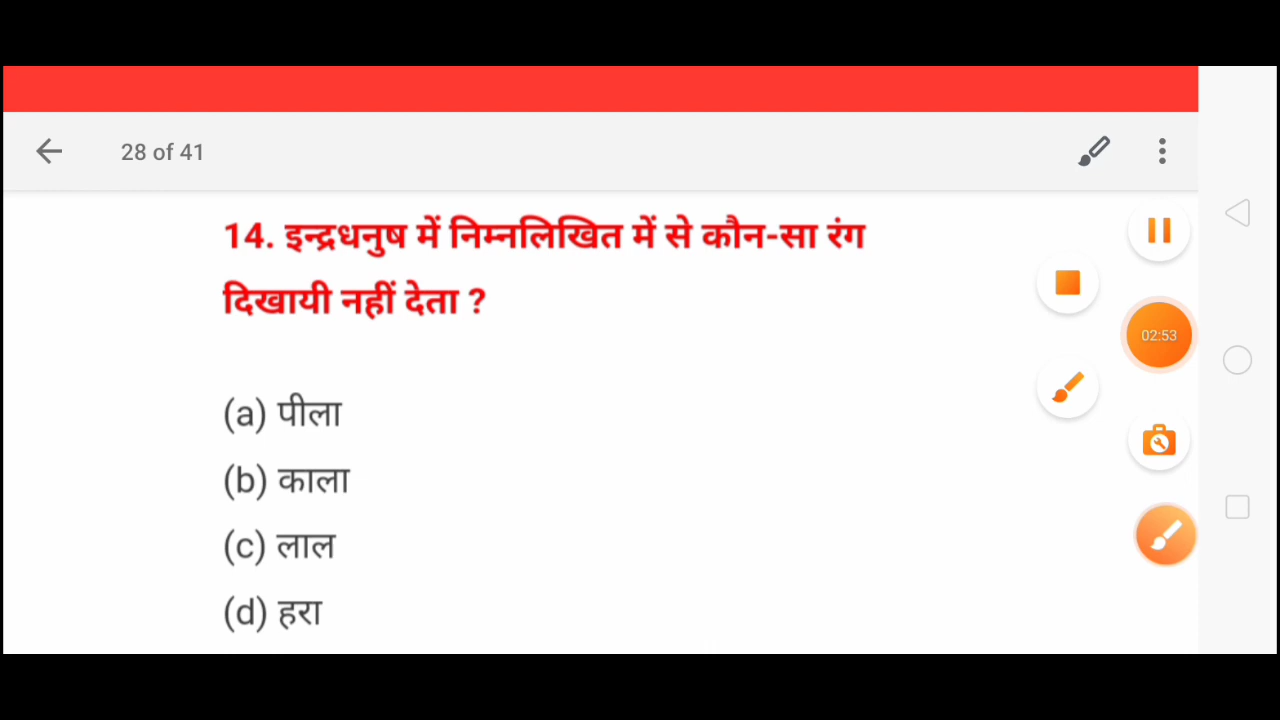 28 of 41
14. इन्द्रधनुष में निम्नलिखित में से कौन-सा रंग
दिखायी नहीं देता ?
02:53
(a) पीला
(b) काला
(c) लाल
(d) हरा